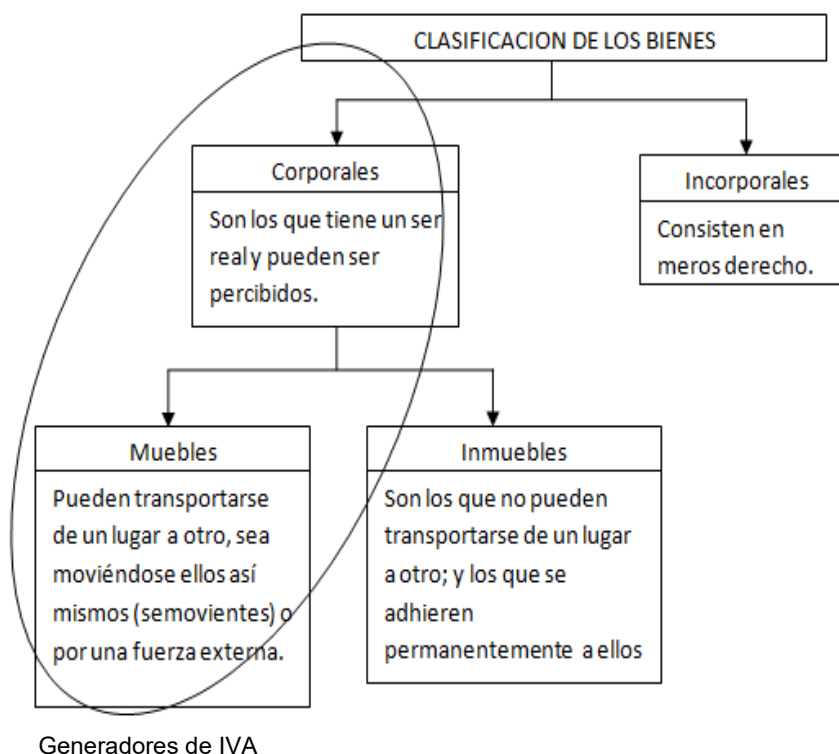 CLASIFICACION DE LOS BIENES
Corporales
Son los que tiene un ser
real y pueden ser
percibidos.
Incorporales
Consisten en
meros derecho.
Muebles
Pueden transportarse
de un lugar a otro, sea
moviéndose ellos así
mismos (semovientes) o
por una fuerza externa.
Inmuebles
Son los que no pueden
transportarse de un lugar
a otro; y los que se
adhieren
permanentemente a ellos
Generadores de IVA